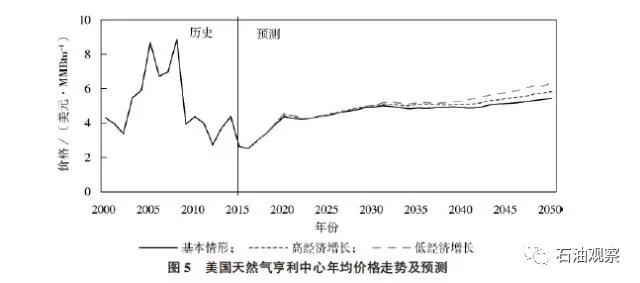 10
8
6
4
2
0
价格/(美元·MMBtu⁻¹)
历史 预测
2000 2005 2010 2015 2020 2025 2030 2035 2040 2045 2050
年份
基本情形; 高经济增长; 低经济增长
图 5 美国天然气亨利中心年均价格走势及预测
石油观察